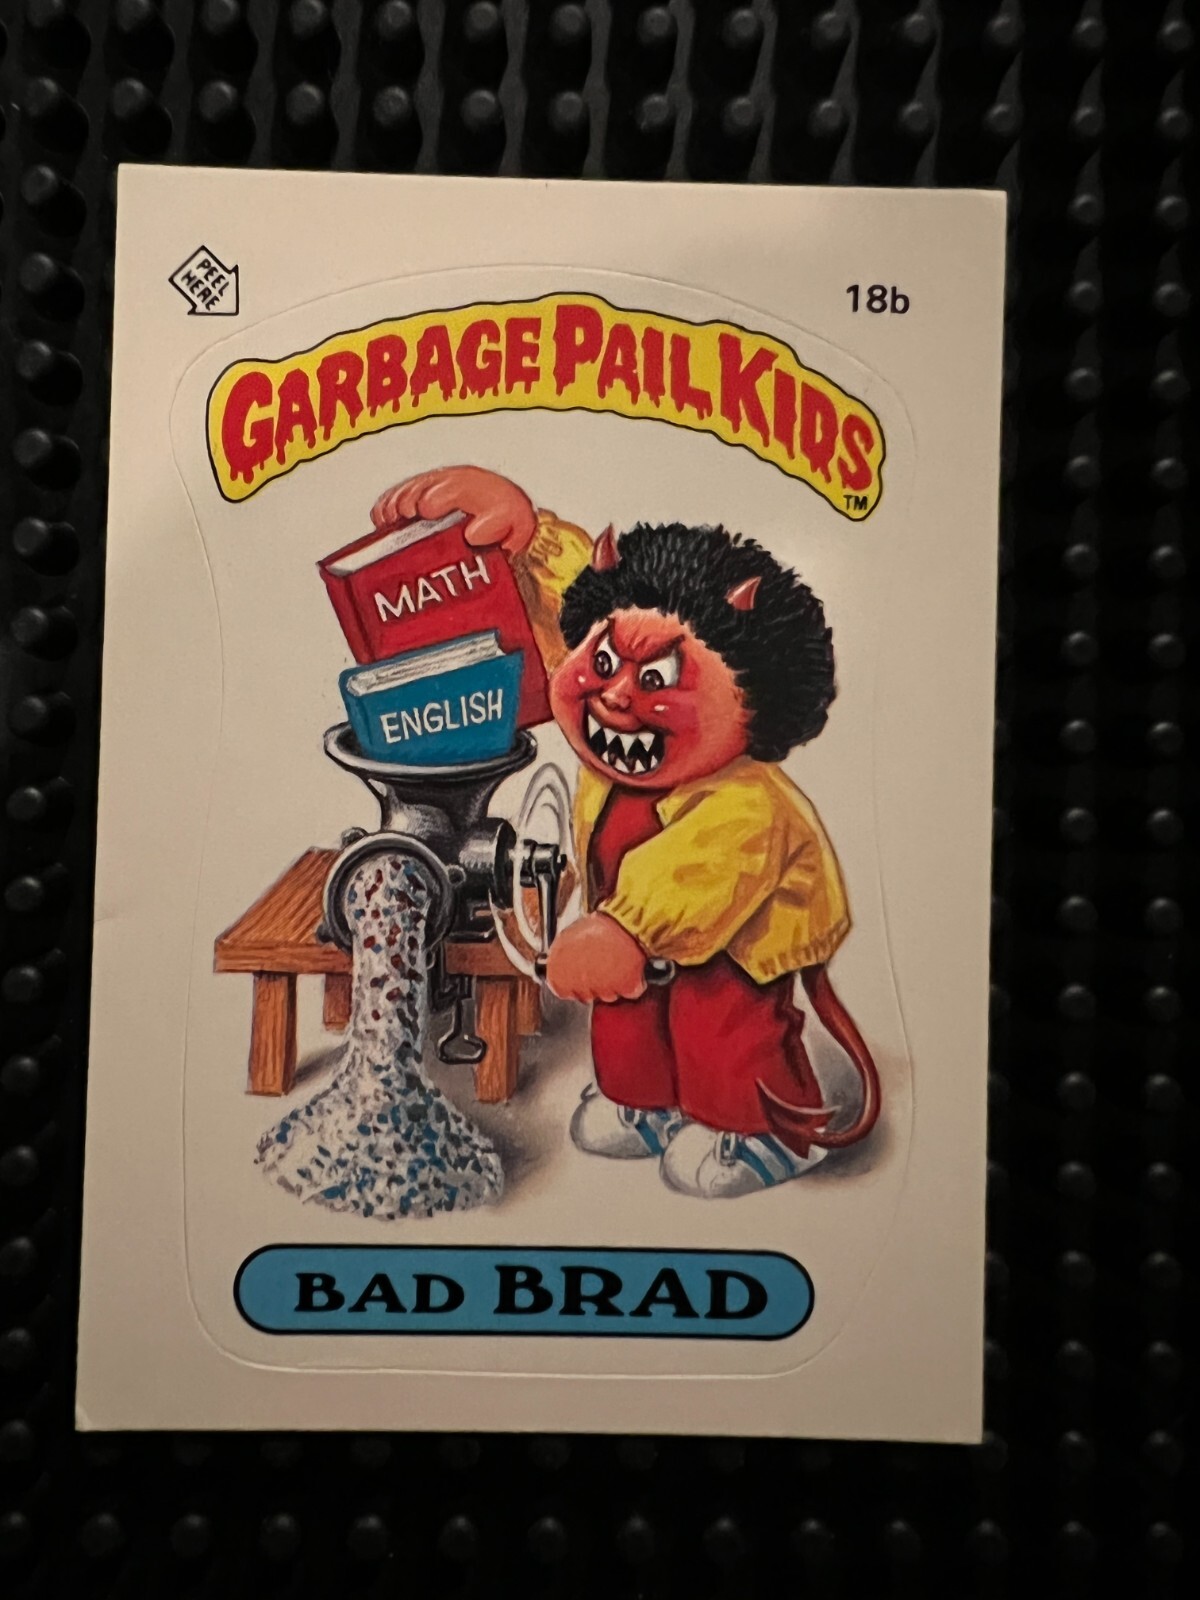 PEEL
HERE
18b
GARBAGE PAIL KIDS
TM
MATH
ENGLISH
BAD BRAD